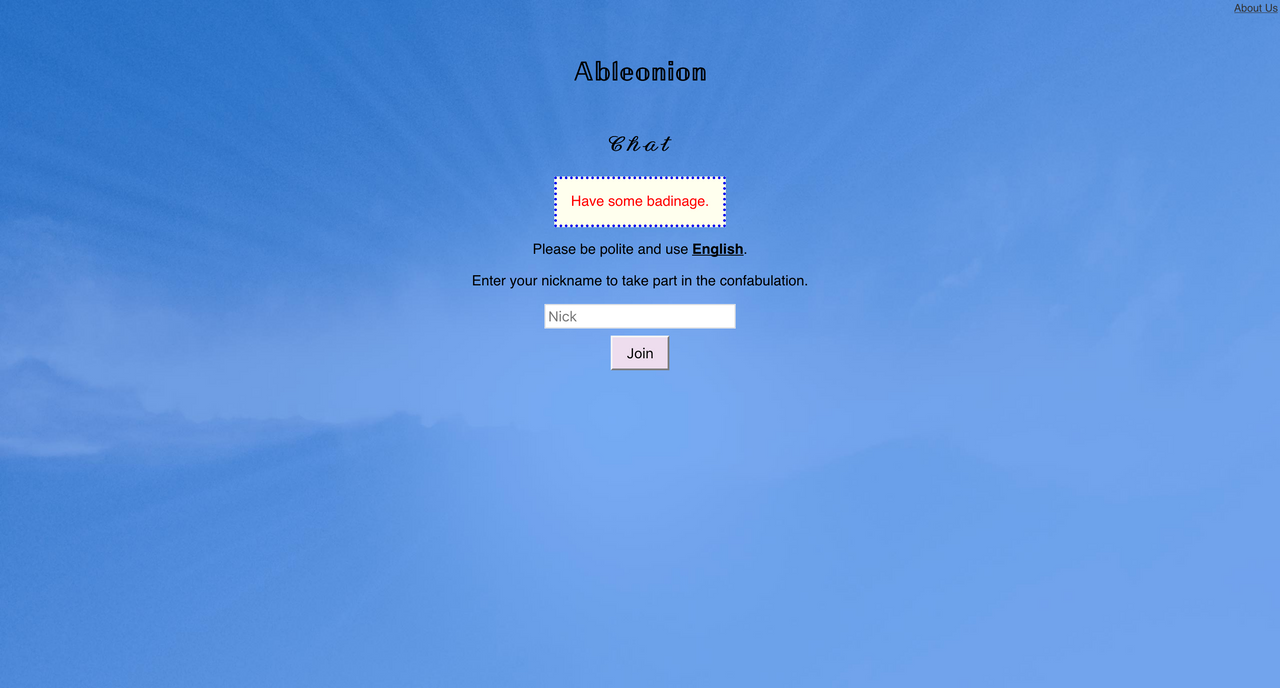 About Us
Ableonion
Chat
Have some badinage.
Please be polite and use English.
Enter your nickname to take part in the confabulation.
Nick
Join